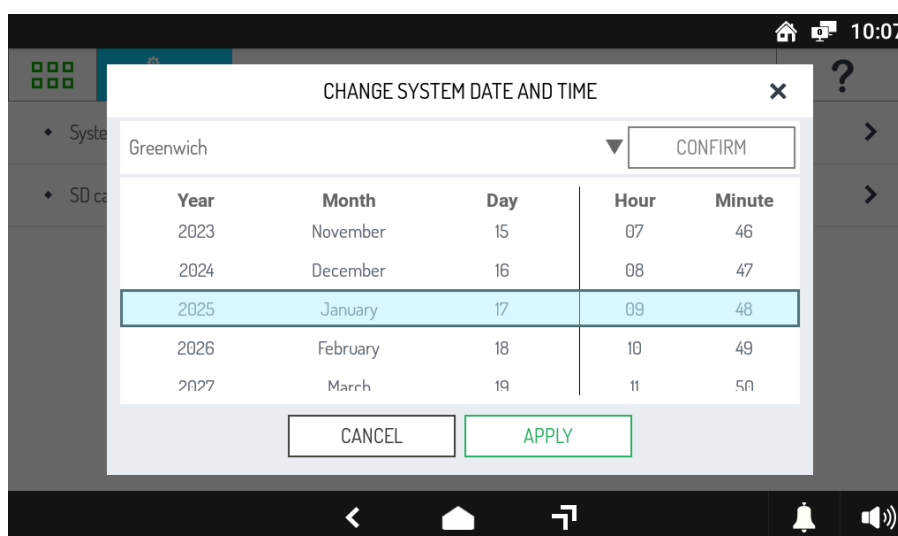 10:07
CHANGE SYSTEM DATE AND TIME
?
Greenwich CONFIRM
Year Month Day Hour Minute
2023 November 15 07 46
2024 December 16 08 47
2025 January 17 09 48
2026 February 18 10 49
2027 March 19 11 50
CANCEL APPLY